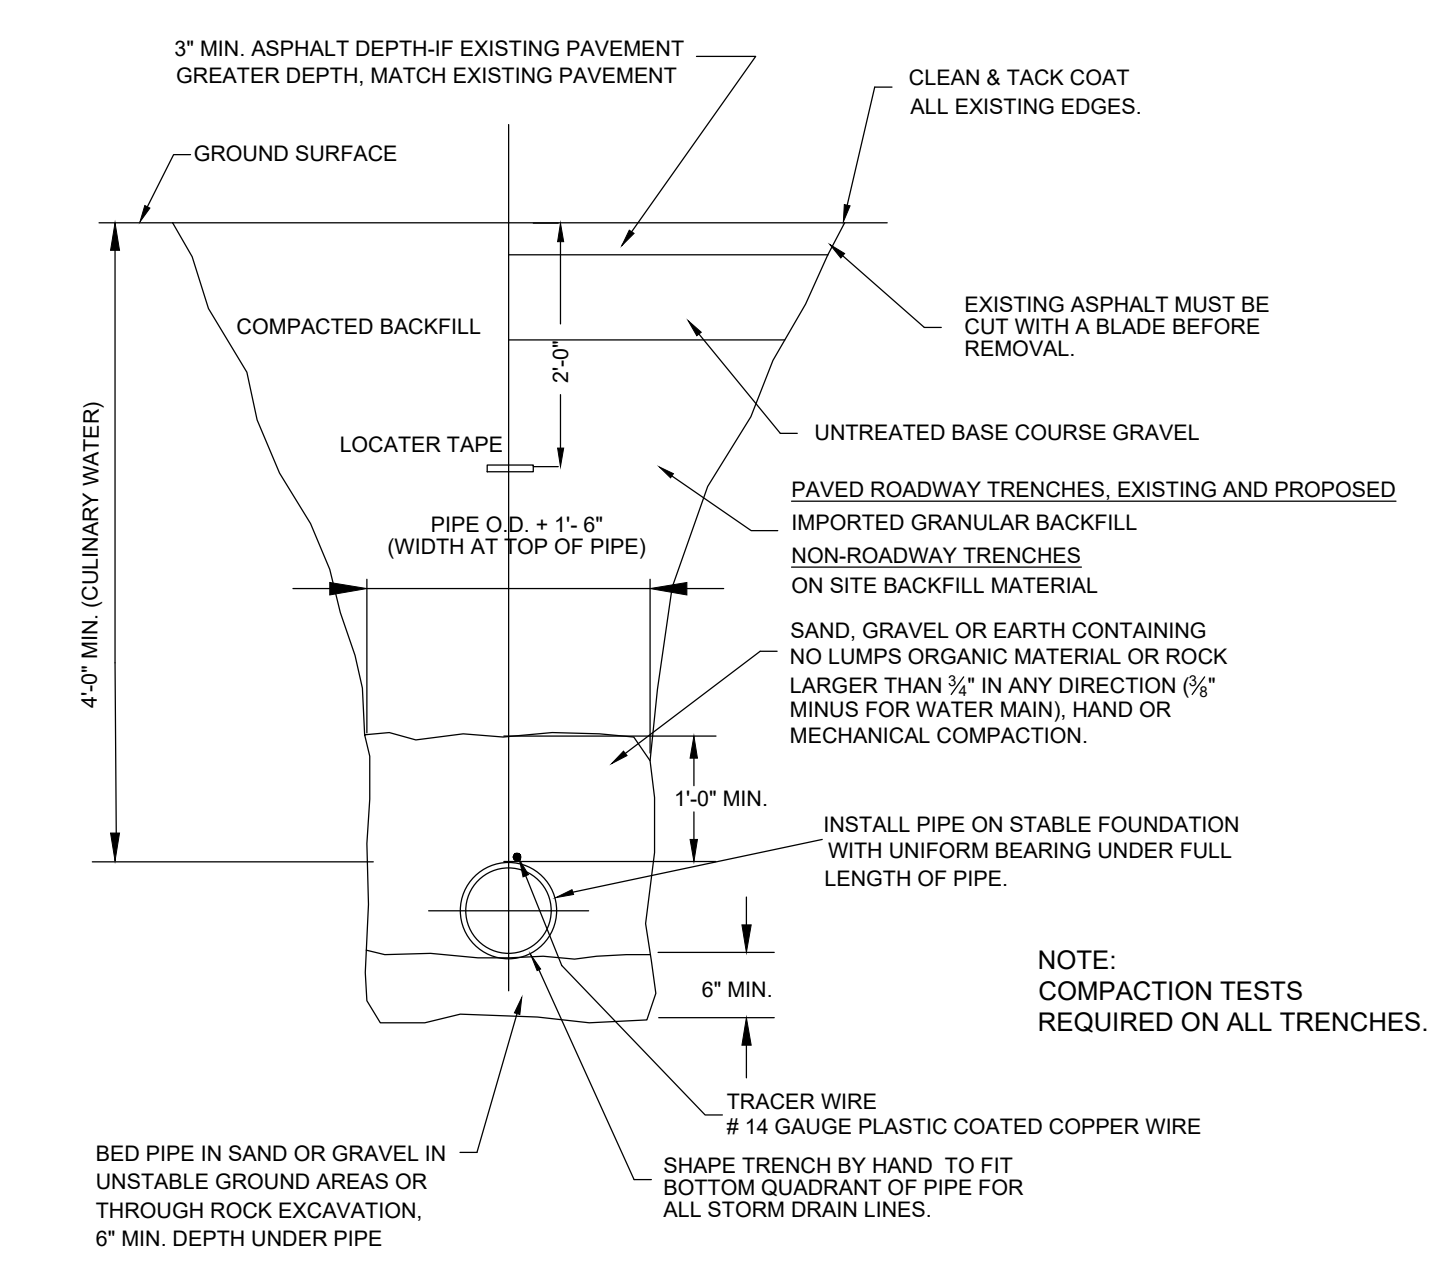 3" MIN. ASPHALT DEPTH-IF EXISTING PAVEMENT
GREATER DEPTH, MATCH EXISTING PAVEMENT
CLEAN & TACK COAT
ALL EXISTING EDGES.
GROUND SURFACE
COMPACTED BACKFILL
2'-0"
EXISTING ASPHALT MUST BE
CUT WITH A BLADE BEFORE
REMOVAL.
4'-0" MIN. (CULINARY WATER)
LOCATER TAPE
UNTREATED BASE COURSE GRAVEL
PIPE O.D. + 1'- 6"
(WIDTH AT TOP OF PIPE)
PAVED ROADWAY TRENCHES, EXISTING AND PROPOSED
IMPORTED GRANULAR BACKFILL
NON-ROADWAY TRENCHES
ON SITE BACKFILL MATERIAL
SAND, GRAVEL OR EARTH CONTAINING
NO LUMPS ORGANIC MATERIAL OR ROCK
LARGER THAN 3/4" IN ANY DIRECTION (3/8"
MINUS FOR WATER MAIN), HAND OR
MECHANICAL COMPACTION.
1'-0" MIN.
INSTALL PIPE ON STABLE FOUNDATION
WITH UNIFORM BEARING UNDER FULL
LENGTH OF PIPE.
6" MIN.
NOTE:
COMPACTION TESTS
REQUIRED ON ALL TRENCHES.
TRACER WIRE
# 14 GAUGE PLASTIC COATED COPPER WIRE
BED PIPE IN SAND OR GRAVEL IN
UNSTABLE GROUND AREAS OR
THROUGH ROCK EXCAVATION,
6" MIN. DEPTH UNDER PIPE
SHAPE TRENCH BY HAND TO FIT
BOTTOM QUADRANT OF PIPE FOR
ALL STORM DRAIN LINES.